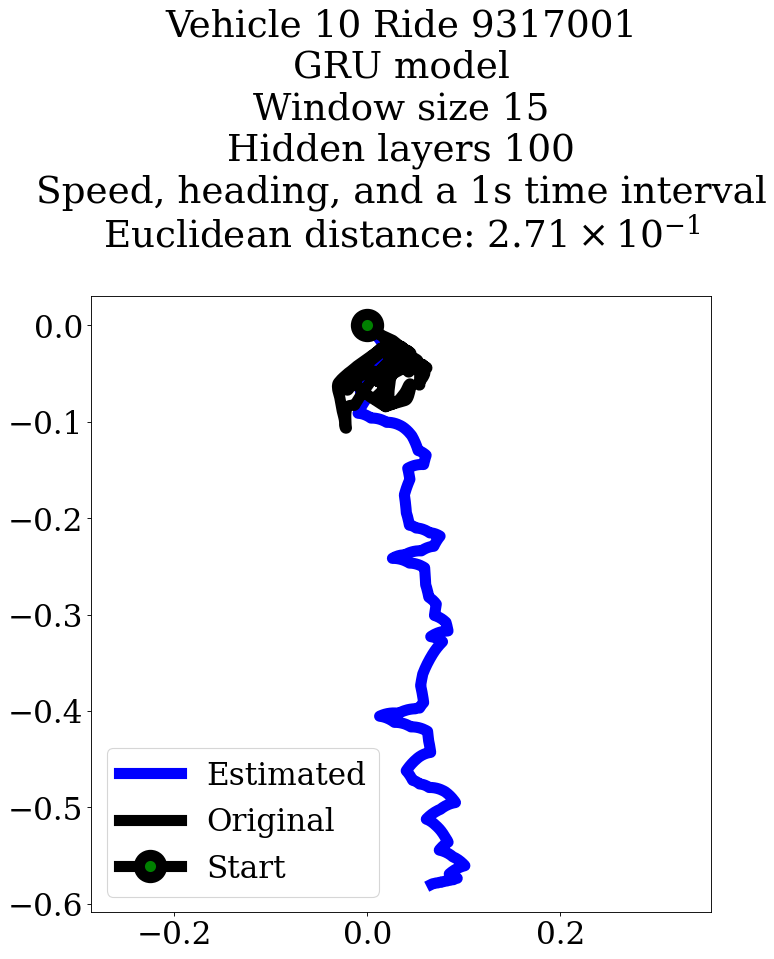 Vehicle 10 Ride 9317001
GRU model
Window size 15
Hidden layers 100
Speed, heading, and a 1s time interval
Euclidean distance: 2.71 × 10⁻¹
0.0
−0.1
−0.2
−0.3
−0.4
−0.5
−0.6
Estimated
Original
Start
−0.2
0.0
0.2